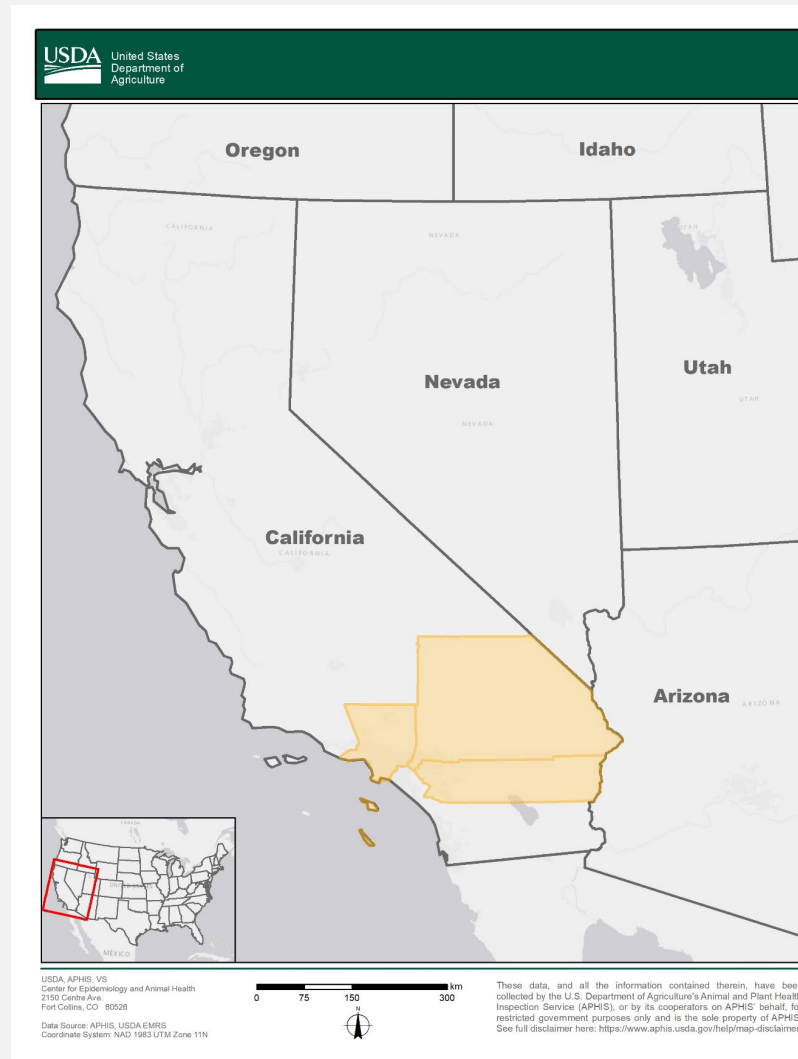 USDA
United States
Department of
Agriculture
Oregon
Idaho
CALIFORNIA
NEVADA
UTAH
Nevada
Utah
UTAH
NEVADA
California
CALIFORNIA
Arizona
ARIZONA
CANADA
UNITED STATES
MÉXICO
USDA, APHIS, VS
Center for Epidemiology and Animal Health
2150 Centre Ave.
Fort Collins, CO 80526
Data Source: APHIS, USDA EMRS
Coordinate System: NAD 1983 UTM Zone 11N
km
0 75 150 300
N
These data, and all the information contained therein, have bee
collected by the U.S. Department of Agriculture's Animal and Plant Healt
Inspection Service (APHIS), or by its cooperators on APHIS' behalf, fo
restricted government purposes only and is the sole property of APHIS
See full disclaimer here: https://www.aphis.usda.gov/help/map-disclaimer